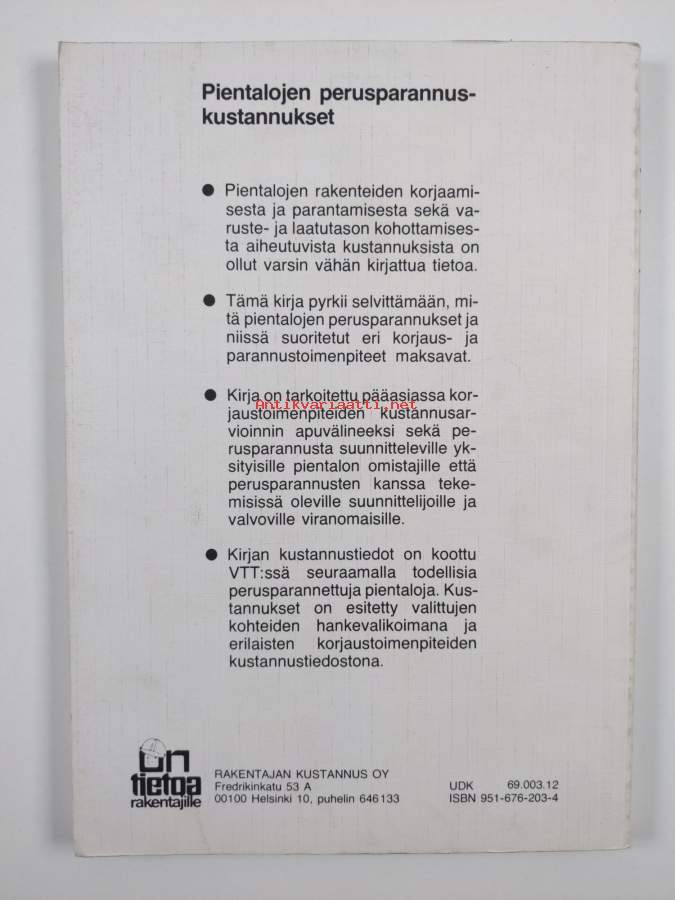 Pientalojen perusparannus-
kustannukset
● Pientalojen rakenteiden korjaami-
sesta ja parantamisesta sekä va-
ruste- ja laatutason kohottamises-
ta aiheutuvista kustannuksista on
ollut varsin vähän kirjattua tietoa.
● Tämä kirja pyrkii selvittämään, mi-
tä pientalojen perusparannukset ja
niissä suoritetut eri korjaus- ja
parannustoimenpiteet maksavat.
● Kirja on tarkoitettu pääasiassa kor-
Antikvariaatti.net
jaustoimenpiteiden kustannusar-
vioinnin apuvälineeksi sekä pe-
rusparannusta suunnitteleville yk-
sityisille pientalon omistajille että
perusparannusten kanssa teke-
misissä oleville suunnittelijoille ja
valvoville viranomaisille.
● Kirjan kustannustiedot on koottu
VTT:ssä seuraamalla todellisia
perusparannettuja pientaloja. Kus-
tannukset on esitetty valittujen
kohteiden hankevalikoimana ja
erilaisten korjaustoimenpiteiden
kustannustiedostona.
on
tietoa
rakentajille
RAKENTAJAN KUSTANNUS OY
Fredrikinkatu 53 A
00100 Helsinki 10, puhelin 646 133
UDK 69.003.12
ISBN 951-676-203-4